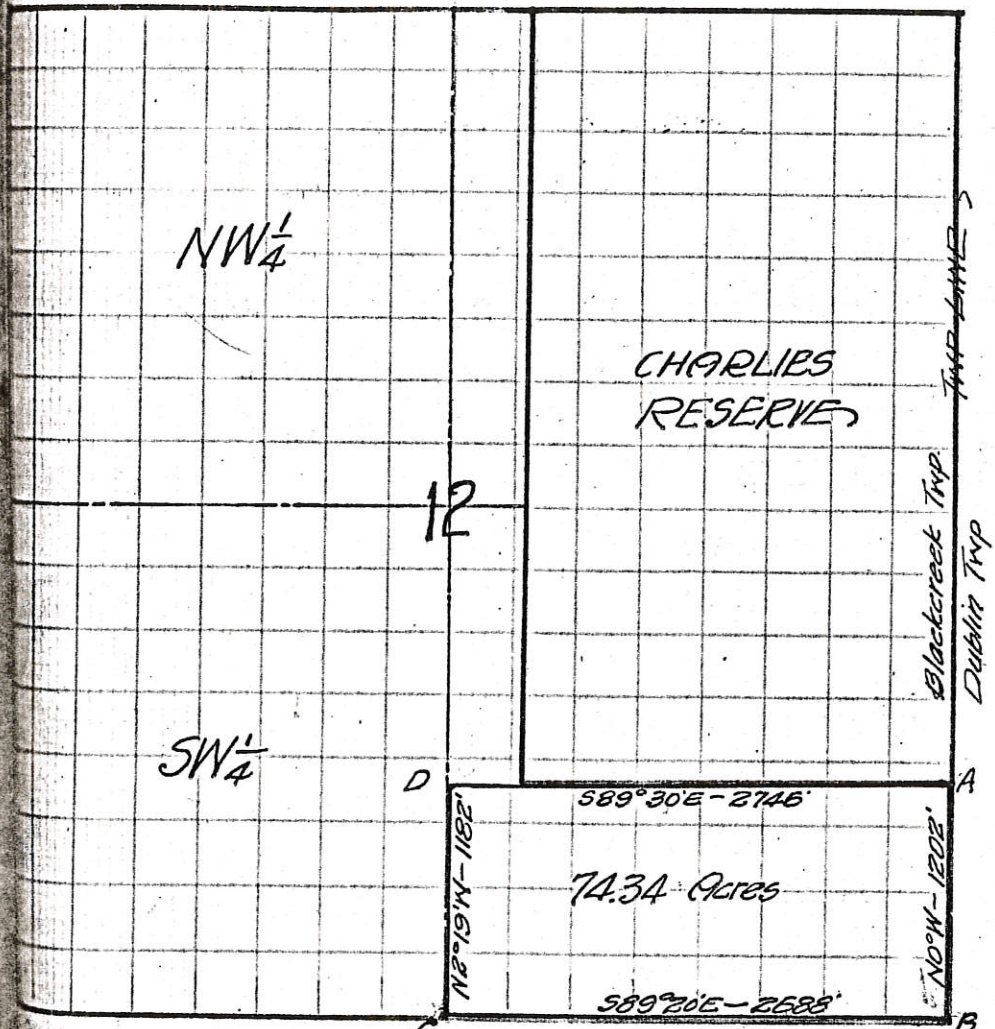 NW¼
TWP LINE
CHARLIES
RESERVE
12
Blackcreek Twp.
Dublin Twp
SW¼
D
A
S89°30'E-2746'
N2°19'W-1182'
74.34 Acres
N0°W-1202'
S89°20'E-2688'
C
B